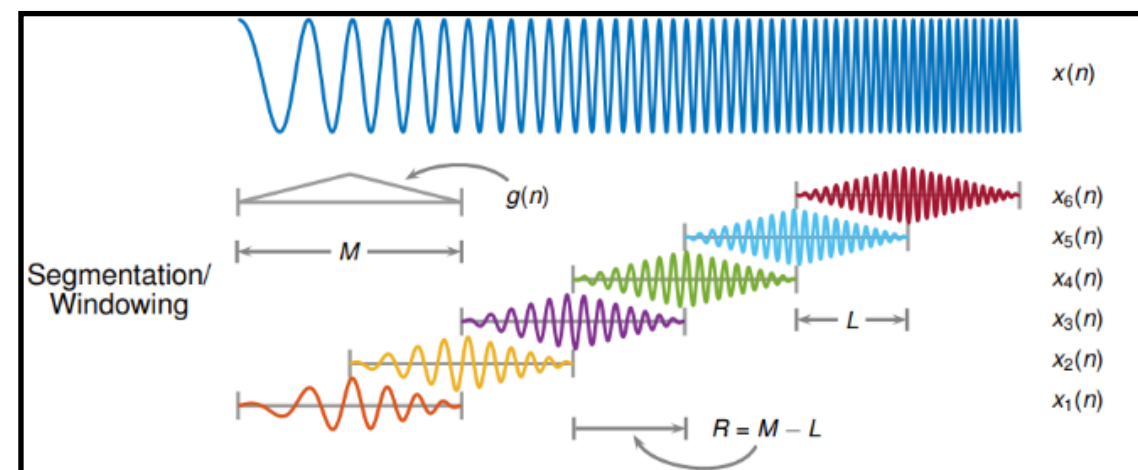 x(n)
g(n)
x6(n)
x5(n)
M
Segmentation/
Windowing
x4(n)
L
x3(n)
x2(n)
x1(n)
R = M – L